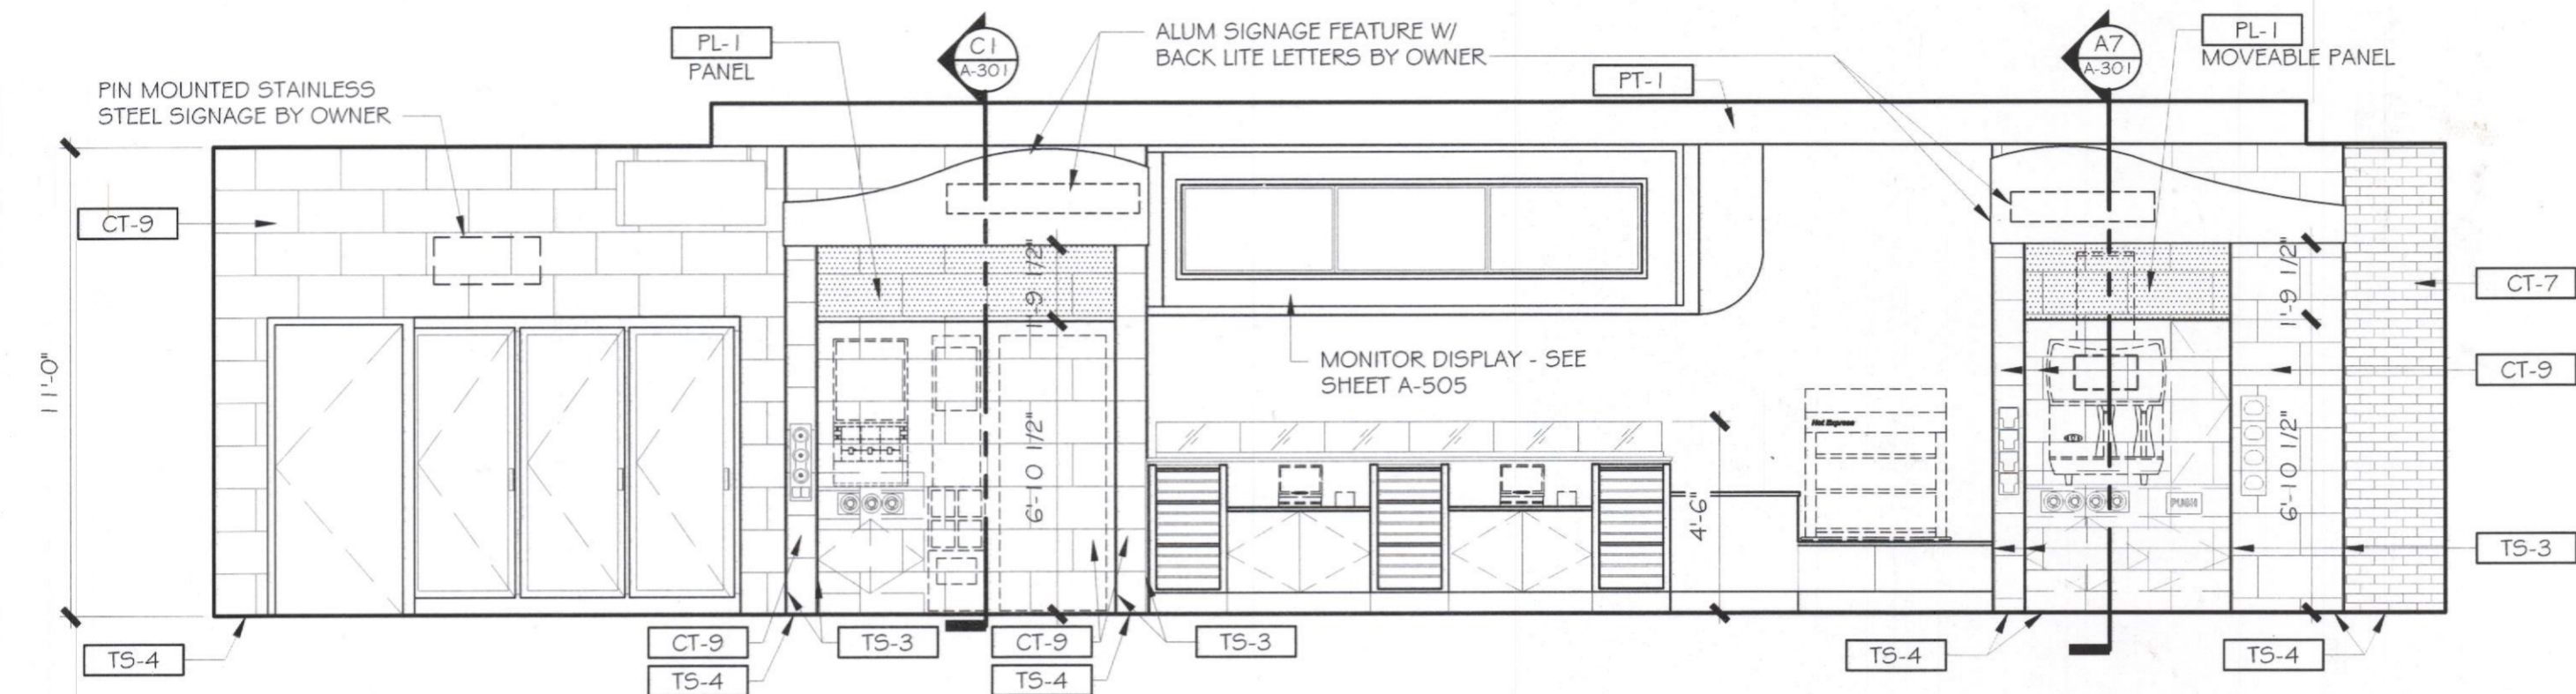 PIN MOUNTED STAINLESS
STEEL SIGNAGE BY OWNER
PL-1
PANEL
C1
A-301
ALUM SIGNAGE FEATURE W/
BACK LITE LETTERS BY OWNER
PT-1
A7
A-301
PL-1
MOVEABLE PANEL
CT-9
11'-0"
1'-9 1/2"
6'-10 1/2"
MONITOR DISPLAY - SEE
SHEET A-505
4'-6"
Hot Express
PUSH
1'-9 1/2"
6'-10 1/2"
CT-7
CT-9
TS-3
TS-4
CT-9
TS-4
TS-3
CT-9
TS-4
TS-3
TS-4
TS-4